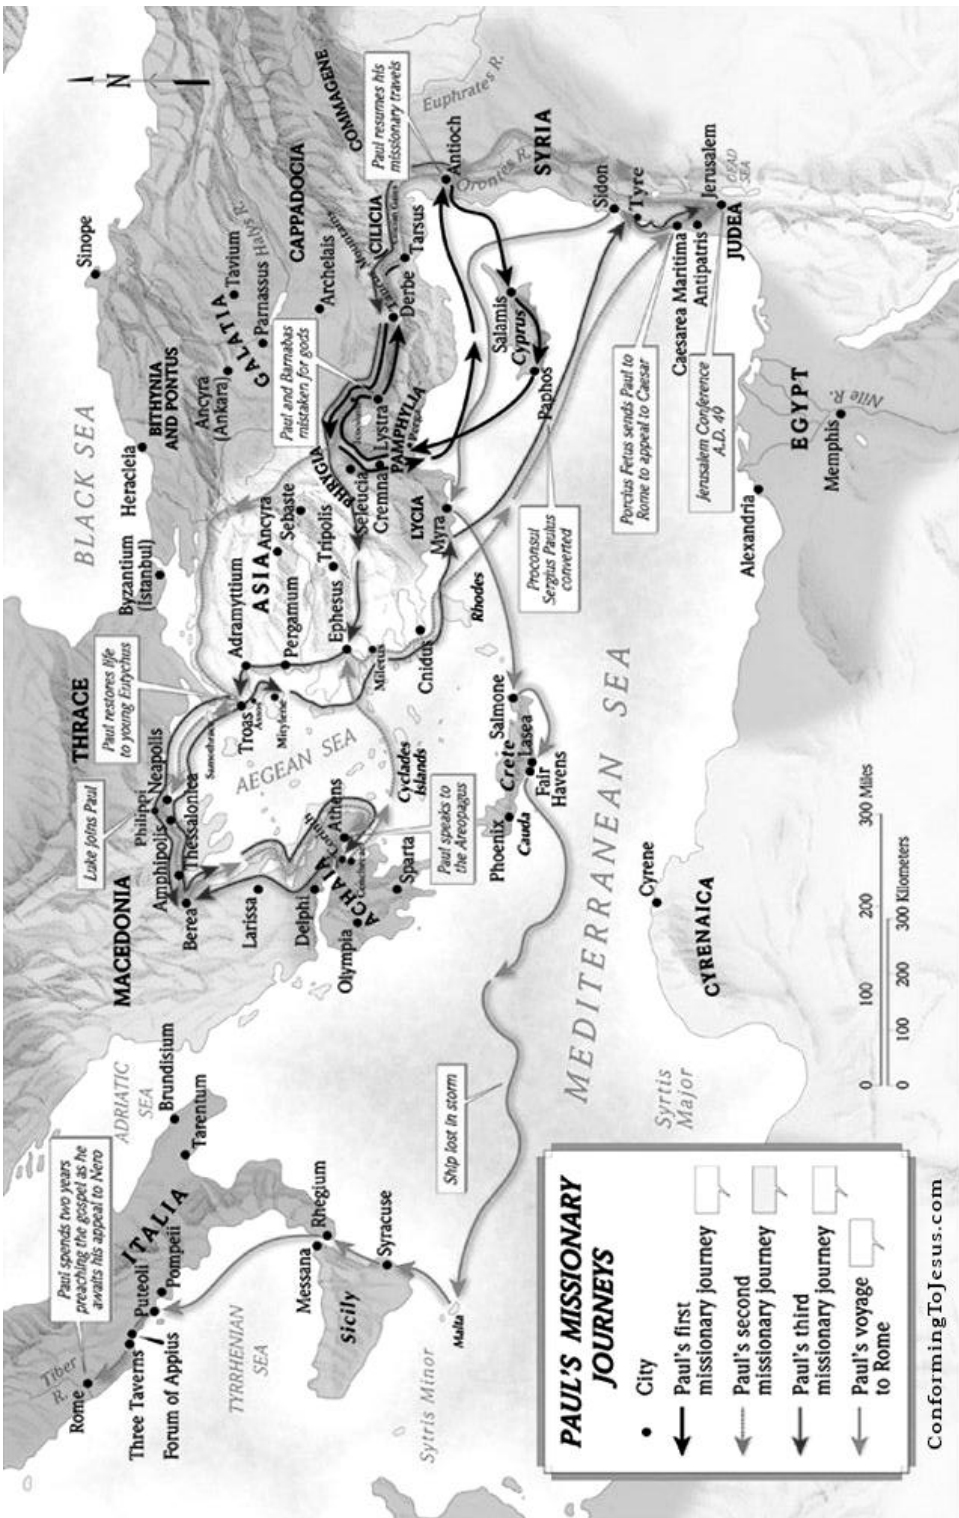 Paul spends two years
preaching the gospel as he
awaits his appeal to Nero
Tiber
R.
Rome
Three Taverns
Forum of Appius
Puteoli
Pompeii
ITALIA
ADRIATIC
SEA
Brundisium
Tarentum
TYRRHENIAN
SEA
Messana
Rhegium
Sicily
Syracuse
Malta
Sytris Minor
Luke joins Paul
MACEDONIA
THRACE
Philippi
Neapolis
Amphipolis
Thessalonica
Berea
Larissa
Delphi
Olympia
ACHAIA
Athens
Corinth
Sparta
Paul speaks to
the Areopagus
Cyclades
Islands
AEGEAN SEA
Paul restores life
to young Eutychus
Samothrace
Troas
Assos
Mitylene
BLACK SEA
Byzantium
(Istanbul)
Heracleia
BITHYNIA
AND PONTUS
Sinope
N
Adramyttium
ASIA
Ancyra
Sebaste
Pergamum
Tripolis
Ephesus
Miletus
Cnidus
Rhodes
Ancyra
(Ankara)
GALATIA
Tavium
Parnassus
Halys R.
CAPPADOCIA
Archelais
COMMAGENE
Paul and Barnabas
mistaken for gods
Paul resumes his
missionary travels
Euphrates R.
PHRYGIA
Seleucia
Cremna
Lystra
PAMPHYLIA
Perga
LYCIA
Myra
Derbe
Taurus Mountains
CILICIA
Cilician Gates
Tarsus
Antioch
Orontes R.
SYRIA
Salamis
Cyprus
Paphos
Proconsul
Sergius Paulus
converted
Sidon
Tyre
Caesarea Maritima
Antipatris
Jerusalem
DEAD
SEA
JUDEA
Porcius Fetus sends Paul to
Rome to appeal to Caesar
Jerusalem Conference
A.D. 49
Salmone
Crete
Lasea
Fair
Havens
Phoenix
Cauda
Ship lost in storm
MEDITERRANEAN SEA
Syrtis
Major
Cyrene
CYRENAICA
Alexandria
EGYPT
Memphis
Nile R.
0 100 200 300 Miles
0 100 200 300 Kilometers
PAUL'S MISSIONARY
JOURNEYS
City
Paul's first
missionary journey
Paul's second
missionary journey
Paul's third
missionary journey
Paul's voyage
to Rome
ConformingToJesus.com